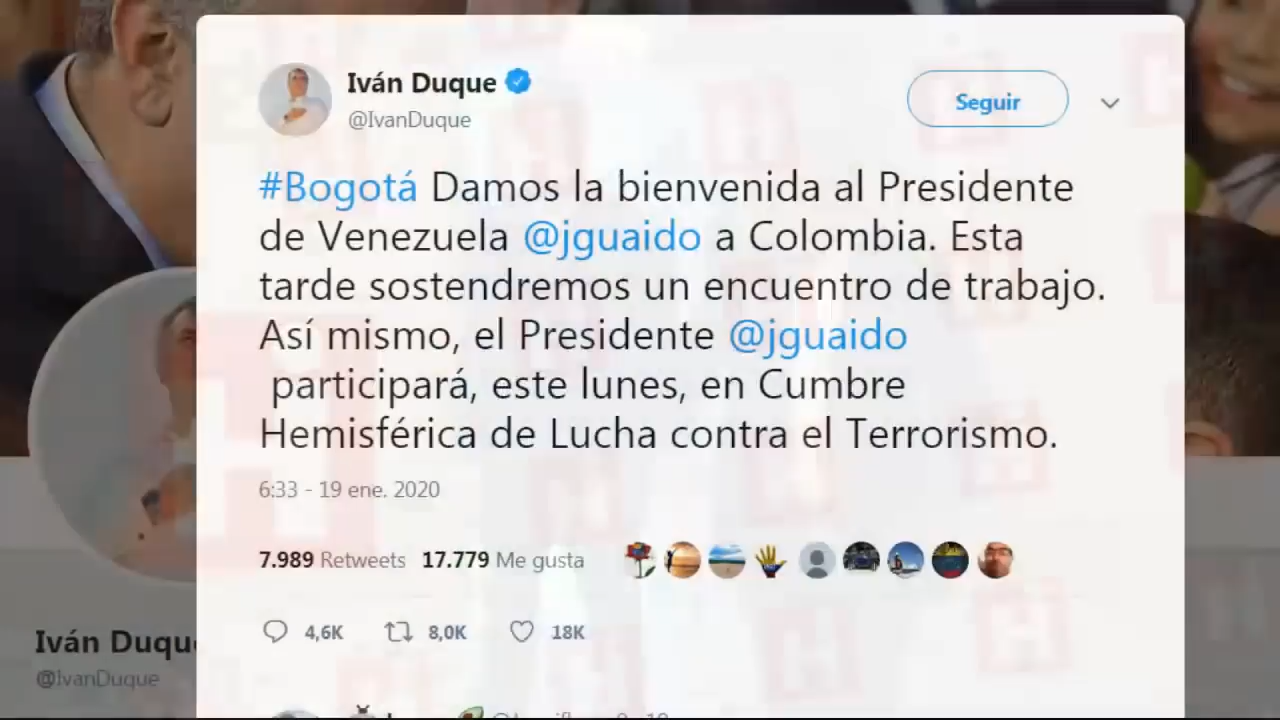 Iván Duque
@IvanDuque
Seguir
#Bogotá Damos la bienvenida al Presidente
de Venezuela @jguaido a Colombia. Esta
tarde sostendremos un encuentro de trabajo.
Así mismo, el Presidente @jguaido
participará, este lunes, en Cumbre
Hemisférica de Lucha contra el Terrorismo.
6:33 - 19 ene. 2020
7.989 Retweets 17.779 Me gusta
4,6K 8,0K 18K
Iván Duqu
@IvanDuque